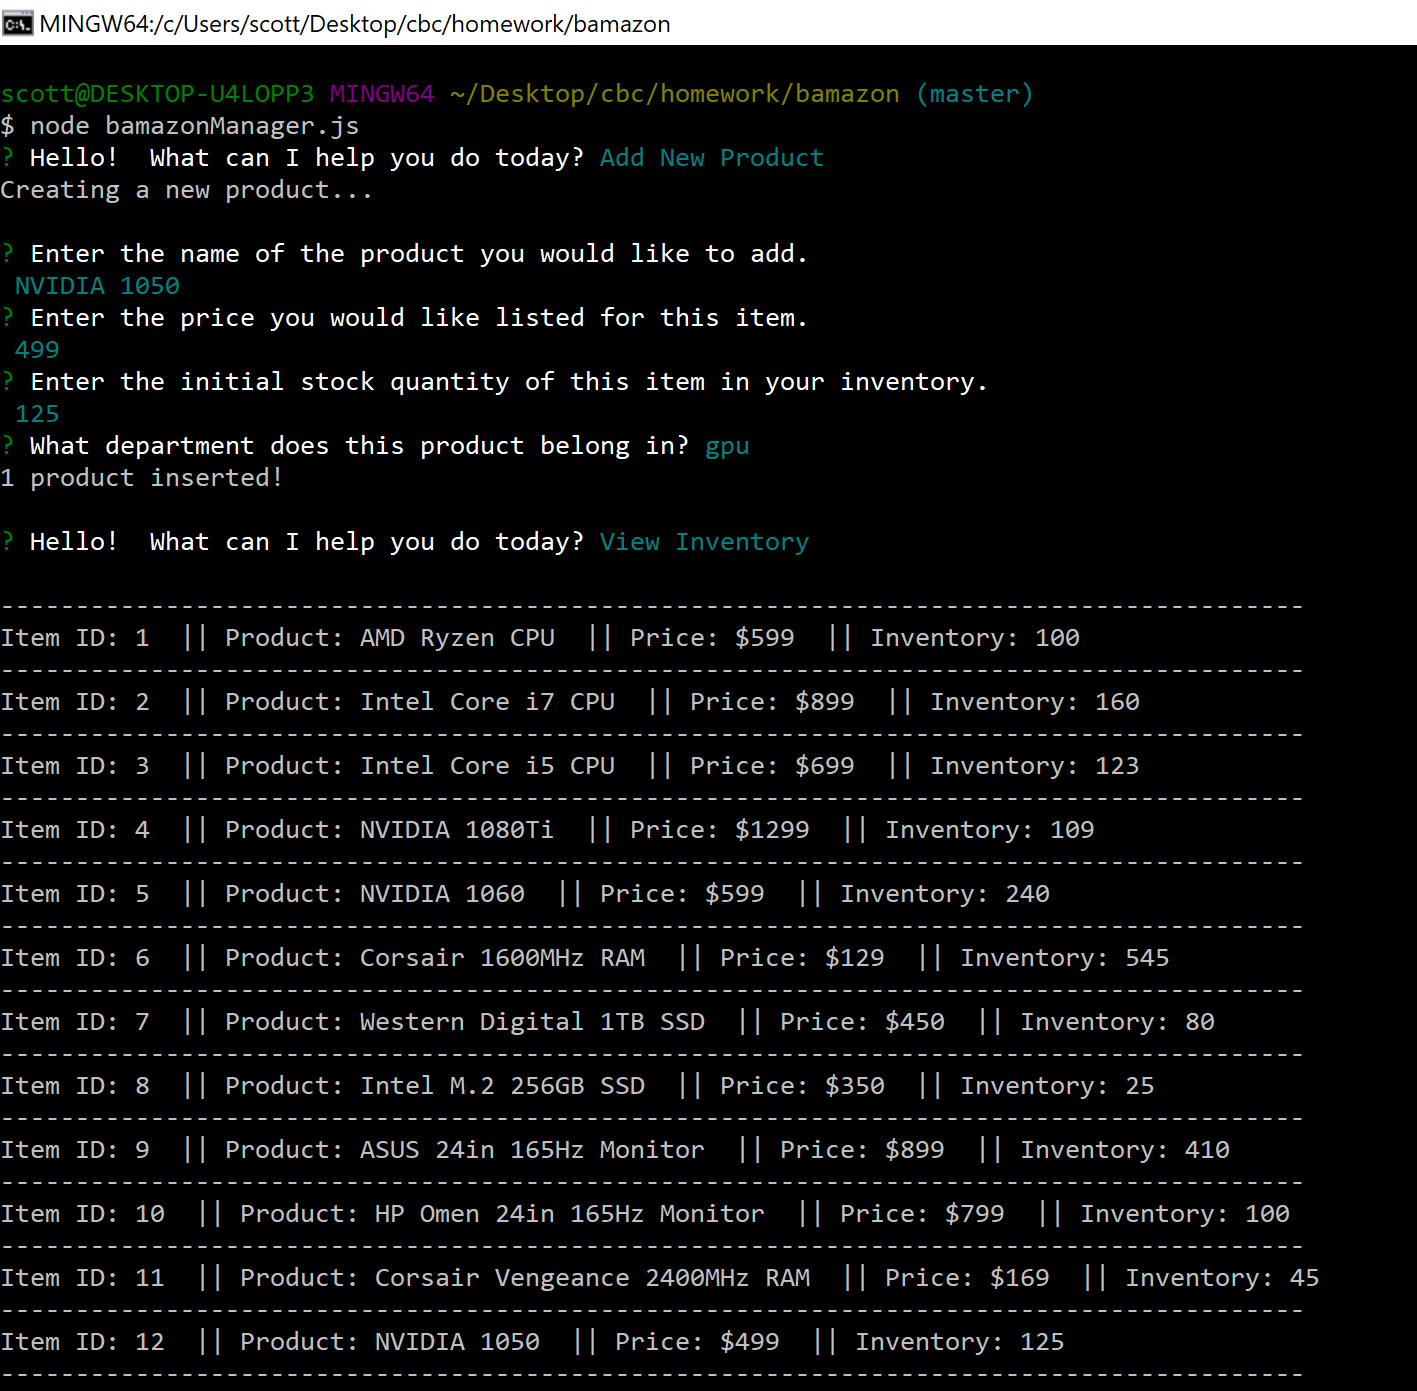 MINGW64:/c/Users/scott/Desktop/cbc/homework/bamazon
scott@DESKTOP-U4LOPP3 MINGW64 ~/Desktop/cbc/homework/bamazon (master)
$ node bamazonManager.js
? Hello!  What can I help you do today? Add New Product
Creating a new product...
? Enter the name of the product you would like to add.
 NVIDIA 1050
? Enter the price you would like listed for this item.
 499
? Enter the initial stock quantity of this item in your inventory.
 125
? What department does this product belong in? gpu
1 product inserted!
? Hello!  What can I help you do today? View Inventory
---------------------------------------------------------------------------------------
Item ID: 1  || Product: AMD Ryzen CPU  || Price: $599  || Inventory: 100
---------------------------------------------------------------------------------------
Item ID: 2  || Product: Intel Core i7 CPU  || Price: $899  || Inventory: 160
---------------------------------------------------------------------------------------
Item ID: 3  || Product: Intel Core i5 CPU  || Price: $699  || Inventory: 123
---------------------------------------------------------------------------------------
Item ID: 4  || Product: NVIDIA 1080Ti  || Price: $1299  || Inventory: 109
---------------------------------------------------------------------------------------
Item ID: 5  || Product: NVIDIA 1060  || Price: $599  || Inventory: 240
---------------------------------------------------------------------------------------
Item ID: 6  || Product: Corsair 1600MHz RAM  || Price: $129  || Inventory: 545
---------------------------------------------------------------------------------------
Item ID: 7  || Product: Western Digital 1TB SSD  || Price: $450  || Inventory: 80
---------------------------------------------------------------------------------------
Item ID: 8  || Product: Intel M.2 256GB SSD  || Price: $350  || Inventory: 25
---------------------------------------------------------------------------------------
Item ID: 9  || Product: ASUS 24in 165Hz Monitor  || Price: $899  || Inventory: 410
---------------------------------------------------------------------------------------
Item ID: 10  || Product: HP Omen 24in 165Hz Monitor  || Price: $799  || Inventory: 100
---------------------------------------------------------------------------------------
Item ID: 11  || Product: Corsair Vengeance 2400MHz RAM  || Price: $169  || Inventory: 45
---------------------------------------------------------------------------------------
Item ID: 12  || Product: NVIDIA 1050  || Price: $499  || Inventory: 125
---------------------------------------------------------------------------------------